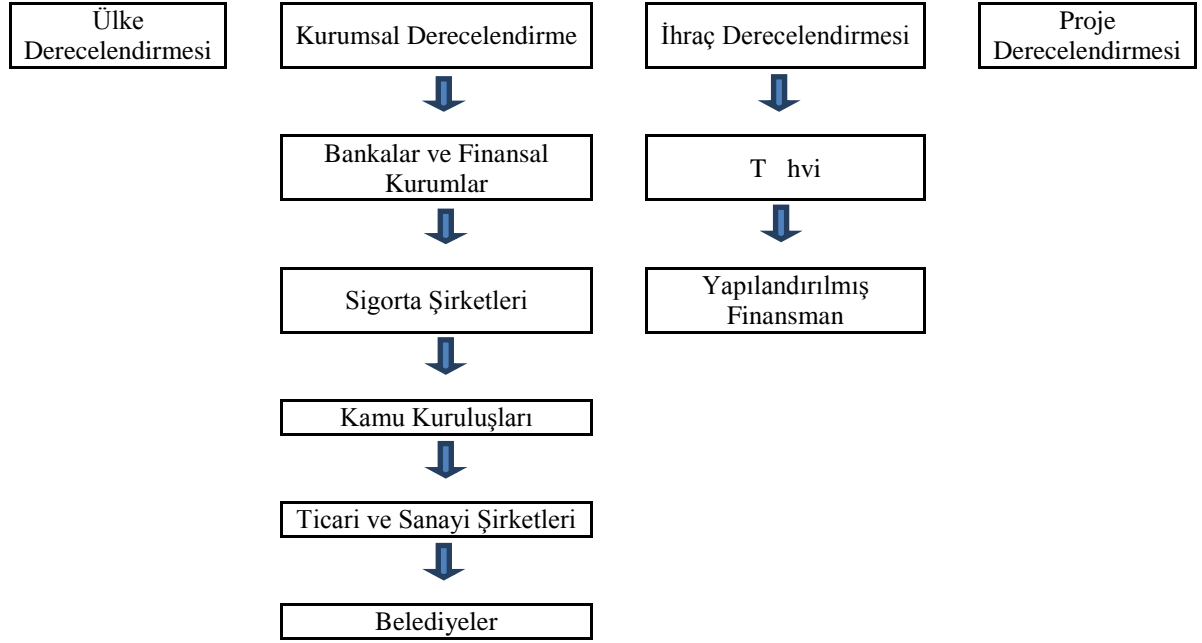 Ülke
Derecelendirmesi
Kurumsal Derecelendirme
İhraç Derecelendirmesi
Proje
Derecelendirmesi
Bankalar ve Finansal
Kurumlar
T hvi
Sigorta Şirketleri
Yapılandırılmış
Finansman
Kamu Kuruluşları
Ticari ve Sanayi Şirketleri
Belediyeler